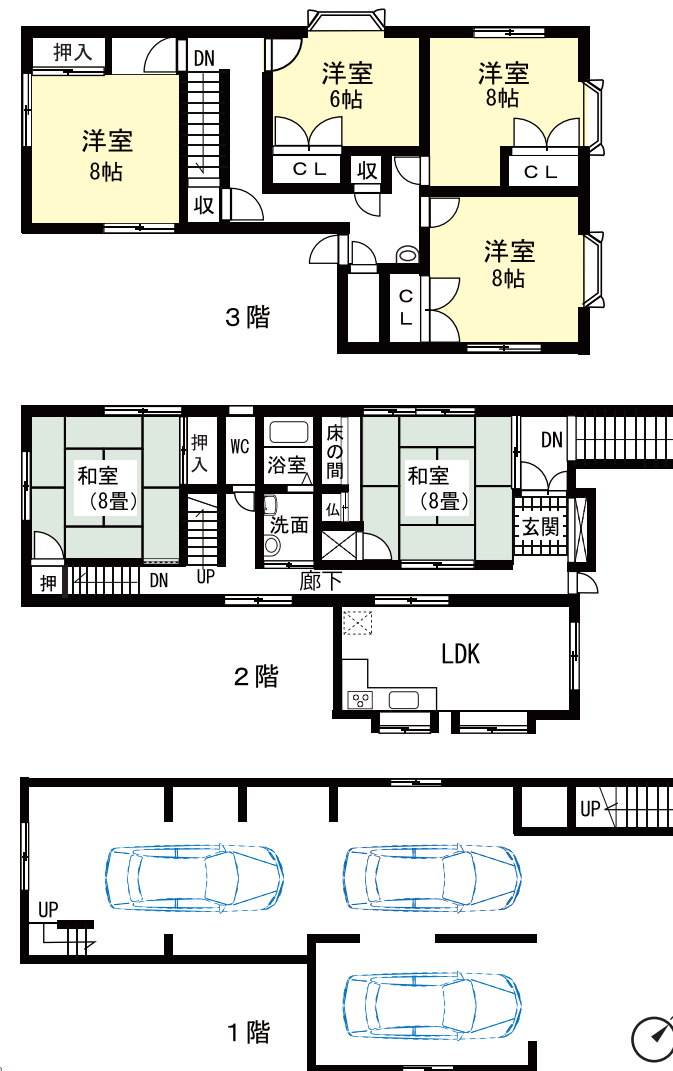 押入
DN
洋室
6帖
洋室
8帖
洋室
8帖
CL
収
CL
収
洋室
8帖
CL
3階
押入
WC
浴室
床の間
DN
和室
(8畳)
和室
(8畳)
仏
洗面
玄関
押
DN
UP
廊下
LDK
2階
UP
UP
1階